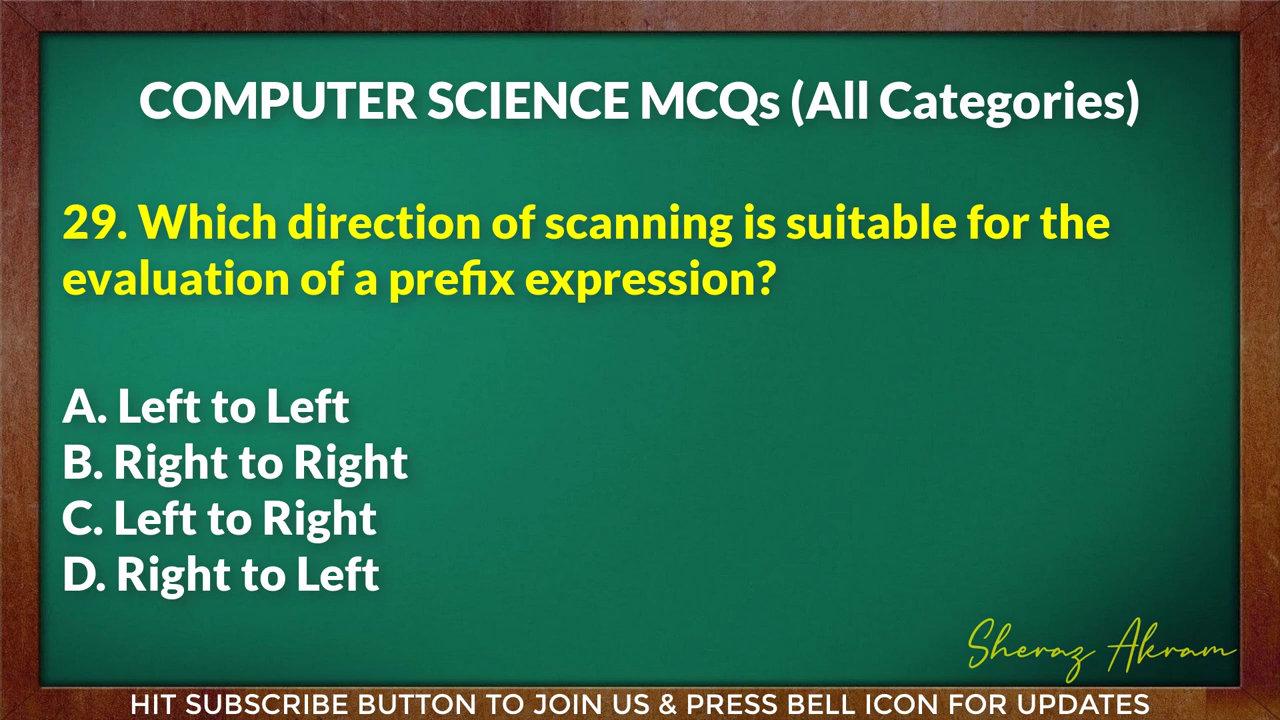 COMPUTER SCIENCE MCQs (All Categories)
29. Which direction of scanning is suitable for the
evaluation of a prefix expression?
A. Left to Left
B. Right to Right
C. Left to Right
D. Right to Left
Sheraz Akram
HIT SUBSCRIBE BUTTON TO JOIN US & PRESS BELL ICON FOR UPDATES